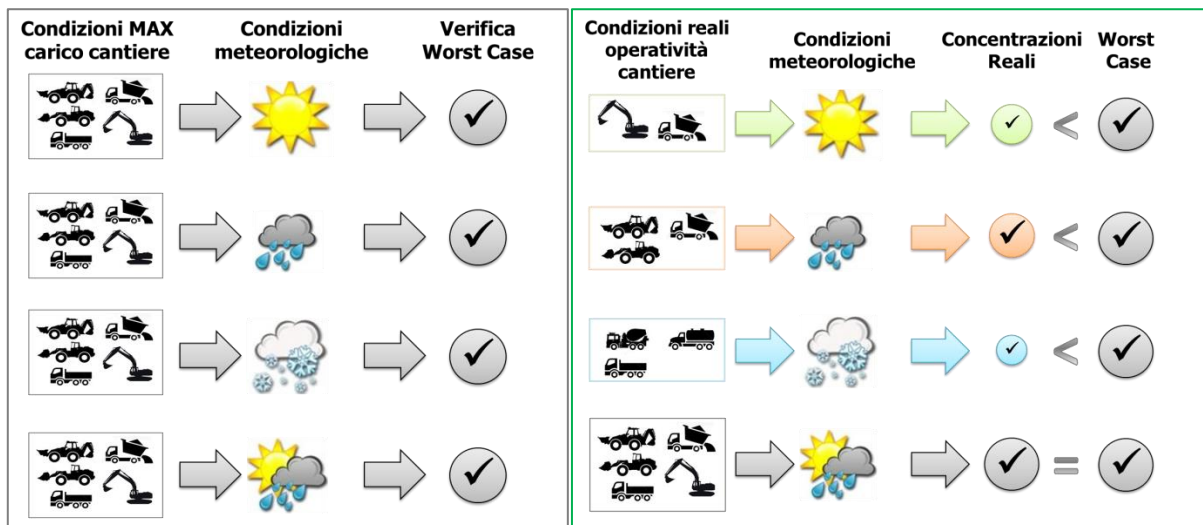 Condizioni MAX
carico cantiere
Condizioni
meteorologiche
Verifica
Worst Case
Condizioni reali
operatività
cantiere
Condizioni
meteorologiche
Concentrazioni
Reali
Worst
Case
<
<
<
=